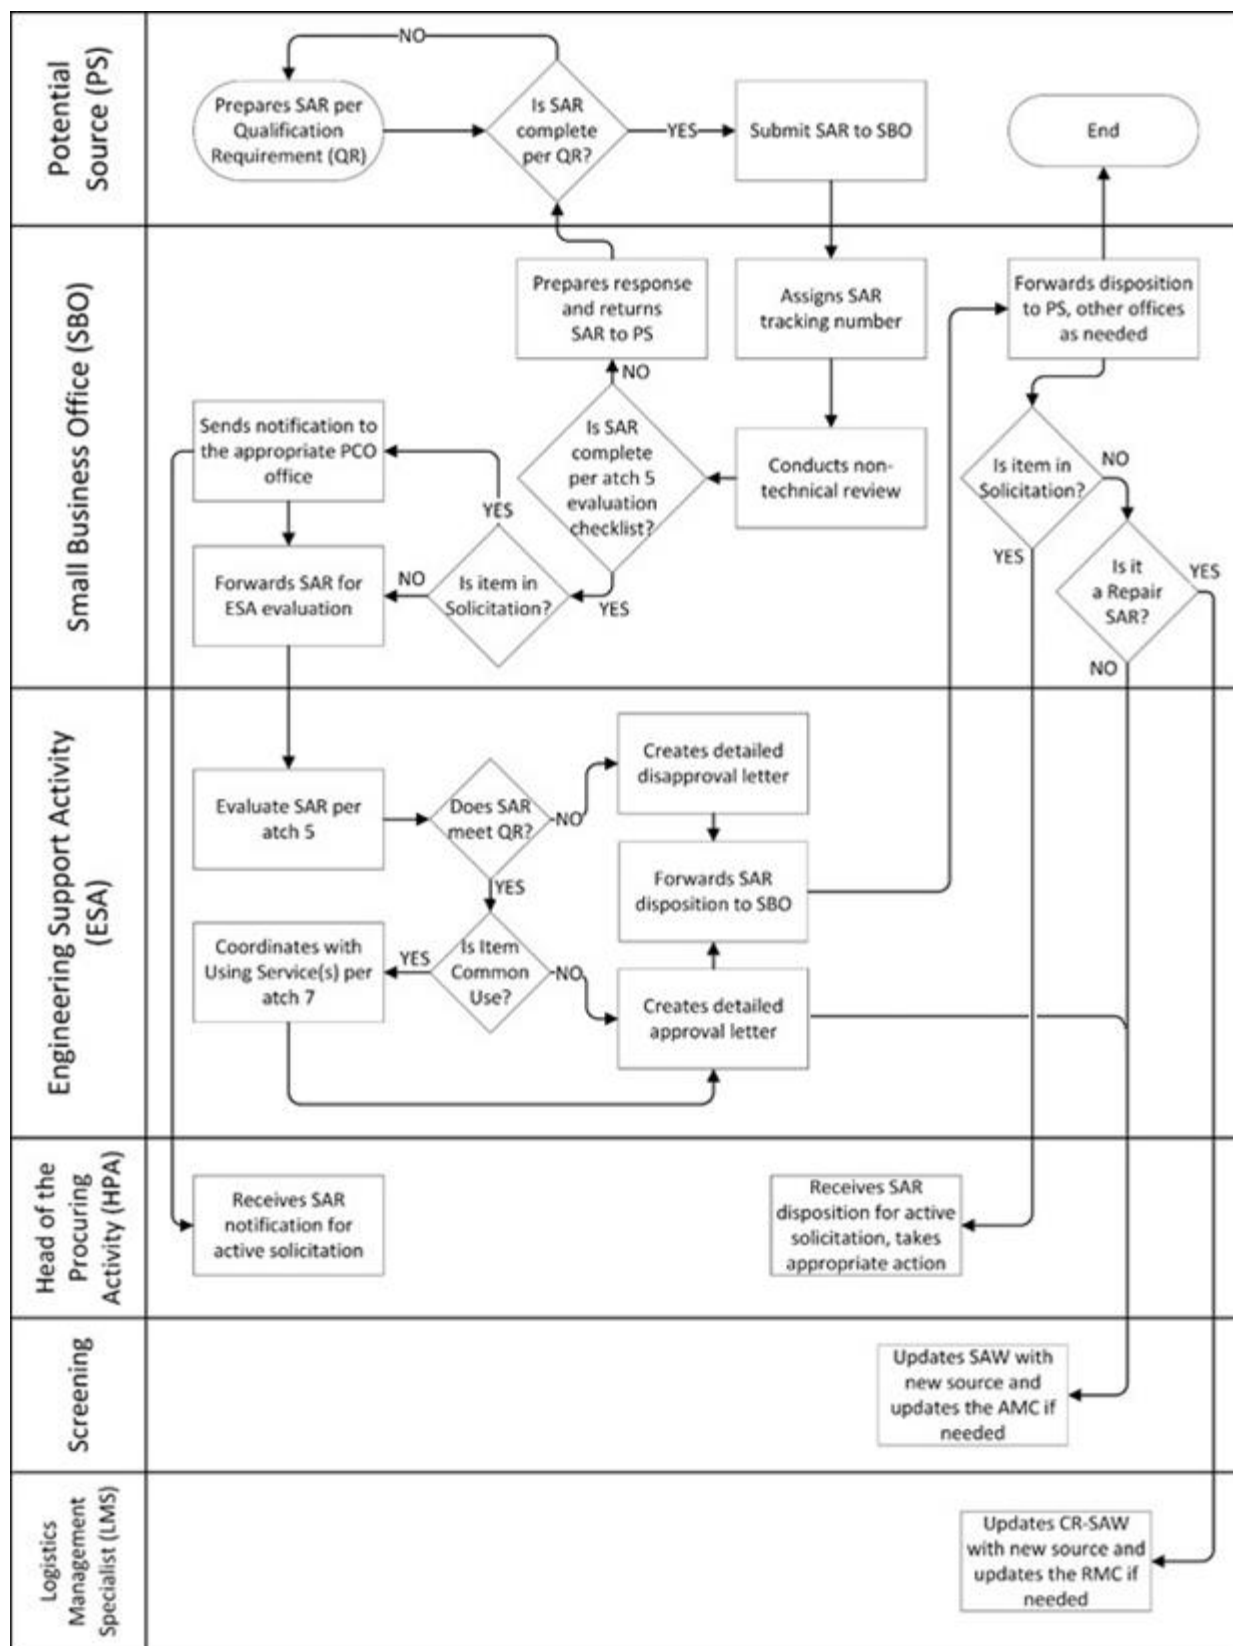 Potential
Source (PS)
NO
Prepares SAR per
Qualification
Requirement (QR)
Is SAR
complete
per QR?
YES
Submit SAR to SBO
End
Small Business Office (SBO)
Prepares response
and returns
SAR to PS
Assigns SAR
tracking number
Forwards disposition
to PS, other offices
as needed
NO
Sends notification to
the appropriate PCO
office
Is SAR
complete
per atch 5
evaluation
checklist?
Conducts non-
technical review
Is item in
Solicitation?
NO
YES
YES
Forwards SAR for
ESA evaluation
NO
Is item in
Solicitation?
YES
Is it
a Repair
SAR?
YES
NO
Engineering Support Activity
(ESA)
Creates detailed
disapproval letter
Evaluate SAR per
atch 5
Does SAR
meet QR?
NO
YES
Forwards SAR
disposition to SBO
Coordinates with
Using Service(s) per
atch 7
YES
Is Item
Common
Use?
NO
Creates detailed
approval letter
Head of the
Procuring
Activity (HPA)
Receives SAR
notification for
active solicitation
Receives SAR
disposition for active
solicitation, takes
appropriate action
Screening
Updates SAW with
new source and
updates the AMC if
needed
Logistics
Management
Specialist (LMS)
Updates CR-SAW
with new source and
updates the RMC if
needed